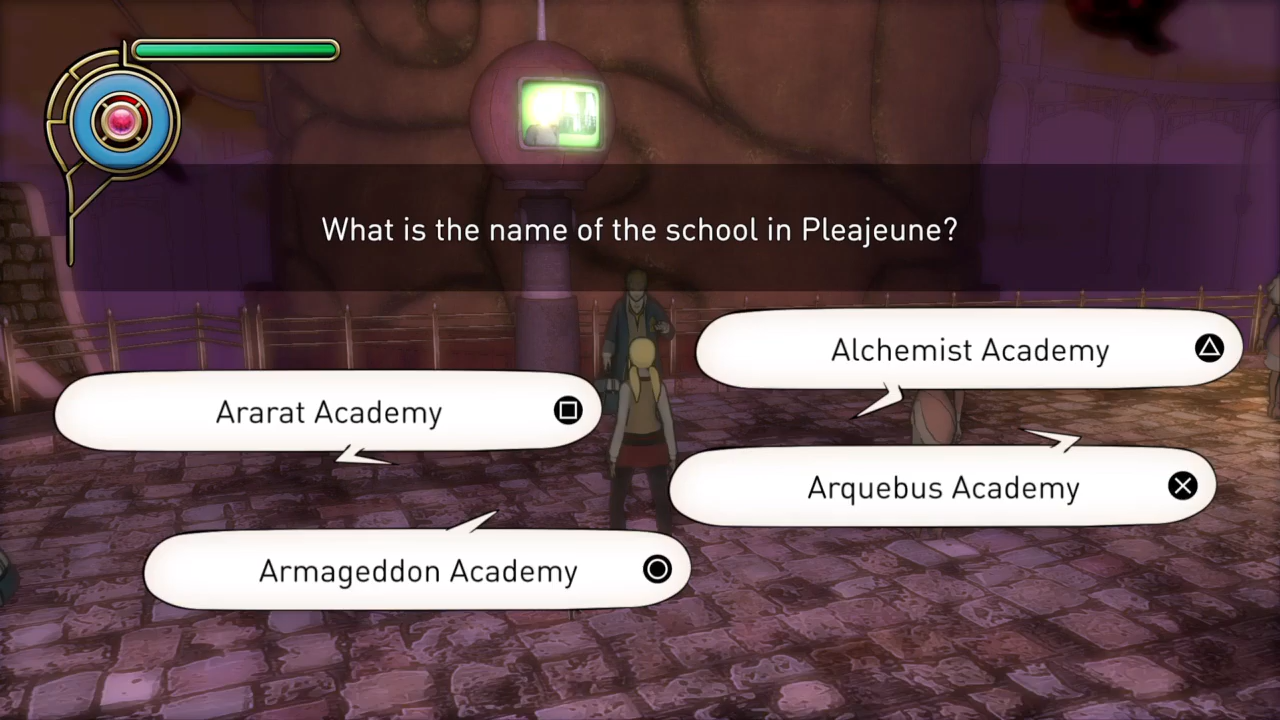 What is the name of the school in Pleajeune?
Alchemist Academy
Ararat Academy
Arquebus Academy
Armageddon Academy